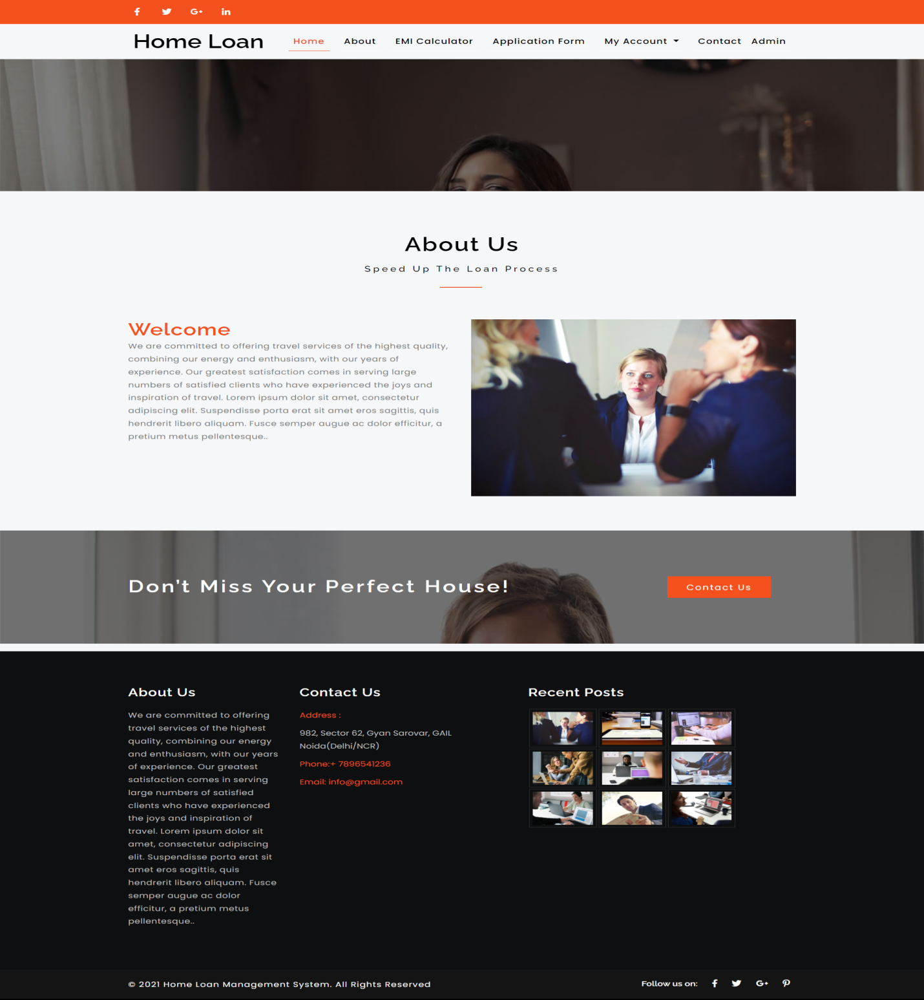 Home Loan
Home About EMI Calculator Application Form My Account Contact Admin
About Us
Speed Up The Loan Process
Welcome
We are committed to offering travel services of the highest quality,
combining our energy and enthusiasm, with our years of
experience. Our greatest satisfaction comes in serving large
numbers of satisfied clients who have experienced the joys and
inspiration of travel. Lorem ipsum dolor sit amet, consectetur
adipiscing elit. Suspendisse porta erat sit amet eros sagittis, quis
hendrerit libero aliquam. Fusce semper augue ac dolor efficitur, a
pretium metus pellentesque..
Don't Miss Your Perfect House!
Contact Us
About Us
We are committed to offering
travel services of the highest
quality, combining our energy
and enthusiasm, with our years
of experience. Our greatest
satisfaction comes in serving
large numbers of satisfied
clients who have experienced
the joys and inspiration of
travel. Lorem ipsum dolor sit
amet, consectetur adipiscing
elit. Suspendisse porta erat sit
amet eros sagittis, quis
hendrerit libero aliquam. Fusce
semper augue ac dolor
efficitur, a pretium metus
pellentesque..
Contact Us
Address :
982, Sector 62, Gyan Sarovar, GAIL
Noida(Delhi/NCR)
Phone:+ 7896541236
Email: info@gmail.com
Recent Posts
© 2021 Home Loan Management System. All Rights Reserved
Follow us on: